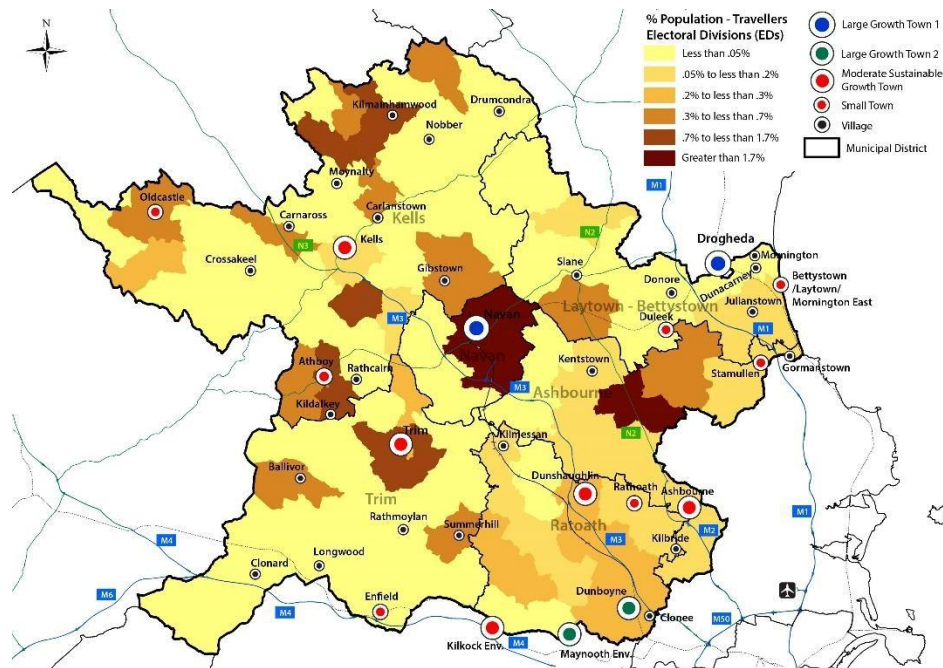 N
% Population - Travellers
Electoral Divisions (EDs)
Less than .05%
.05% to less than .2%
.2% to less than .3%
.3% to less than .7%
.7% to less than 1.7%
Greater than 1.7%
Large Growth Town 1
Large Growth Town 2
Moderate Sustainable
Growth Town
Small Town
Village
Municipal District
Kilmainhamwood
Drumcondra
Nobber
Moynalty
M1
Oldcastle
Carlanstown
Carnaross
Kells
N3
Kells
N2
Drogheda
Mornington
Crossakeel
Gibstown
Slane
Donore
Dunacarney
Bettystown
/Laytown/
Mornington East
Laytown - Bettystown
Julianstown
M3
Navan
Duleek
M1
Navan
Athboy
Rathcairn
Kentstown
Stamullen
Gormanstown
M3
Ashbourne
Kildalkey
N2
Trim
Kilmessan
Ballivor
Dunshaughlin
Ratoath
Ashbourne
Trim
Rathmoylan
Summerhill
Ratoath
M1
M2
M4
M3
Kilbride
Longwood
Clonard
M6
Enfield
Dunboyne
M4
Clonee
M50
Kilkock Env.
M4
Maynooth Env.